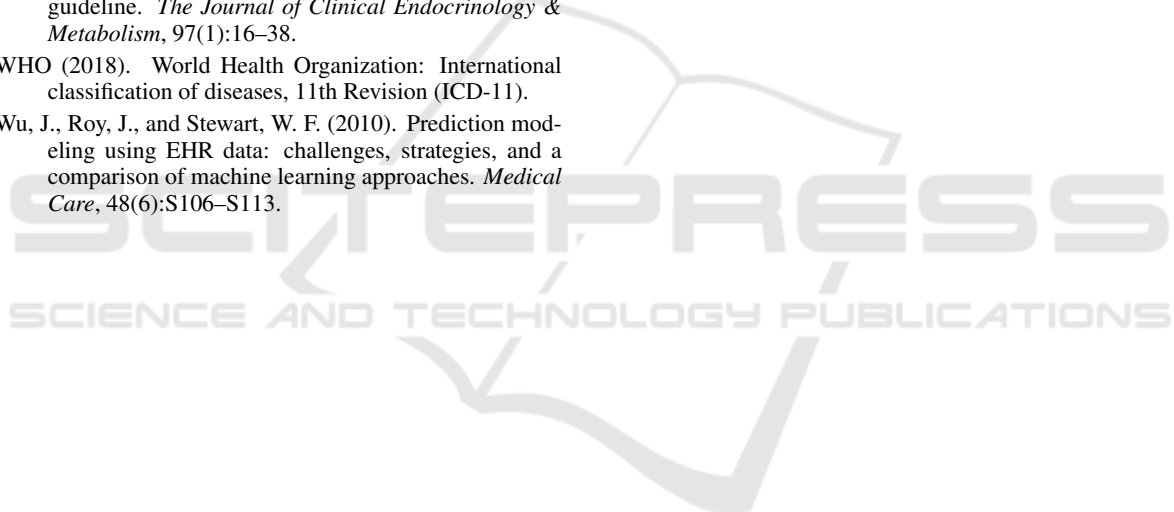 guideline. The Journal of Clinical Endocrinology &
Metabolism, 97(1):16–38.
WHO (2018). World Health Organization: International
classification of diseases, 11th Revision (ICD-11).
Wu, J., Roy, J., and Stewart, W. F. (2010). Prediction mod-
eling using EHR data: challenges, strategies, and a
comparison of machine learning approaches. Medical
Care, 48(6):S106–S113.
SCITEPRESS
SCIENCE AND TECHNOLOGY PUBLICATIONS